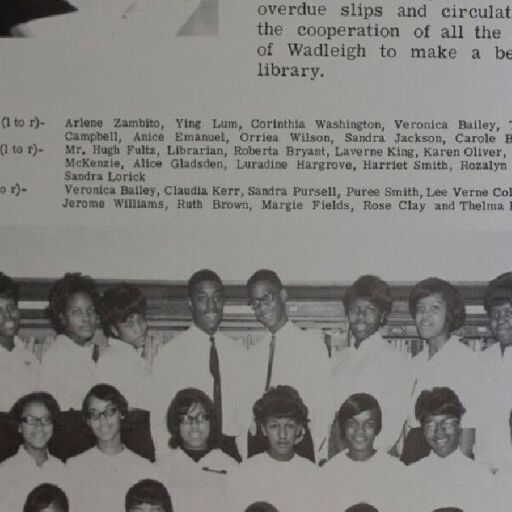 overdue slips and
the cooperation of all the
of Wadleigh to make a
library.
(l to r)- Arlene Zambito, Ying Lum, Corinthia Washington, Veronica Bailey,
Campbell, Anice Emanuel, Orriea Wilson, Sandra Jackson, Carole
(l to r)- Mr. Hugh Fultz, Librarian, Roberta Bryant, Laverne King, Karen Oliver,
McKenzie, Alice Gladsden, Luradine Hargrove, Harriet Smith, Rozalyn
Sandra Lorick
o r)- Veronica Bailey, Claudia Kerr, Sandra Pursell, Puree Smith, Lee Verne
Jerome Williams, Ruth Brown, Margie Fields, Rose Clay and Thelma